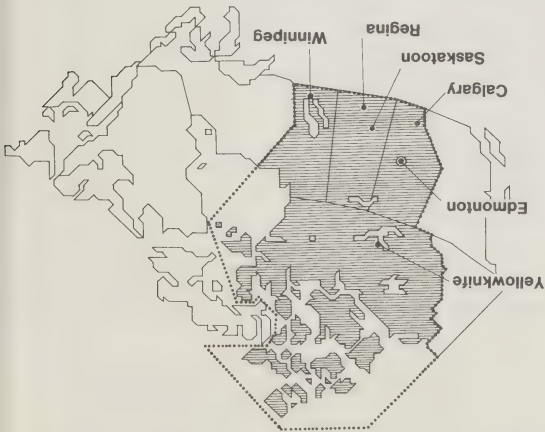 Yellowknife
Edmonton
Calgary
Saskatoon
Regina
Winnipeg